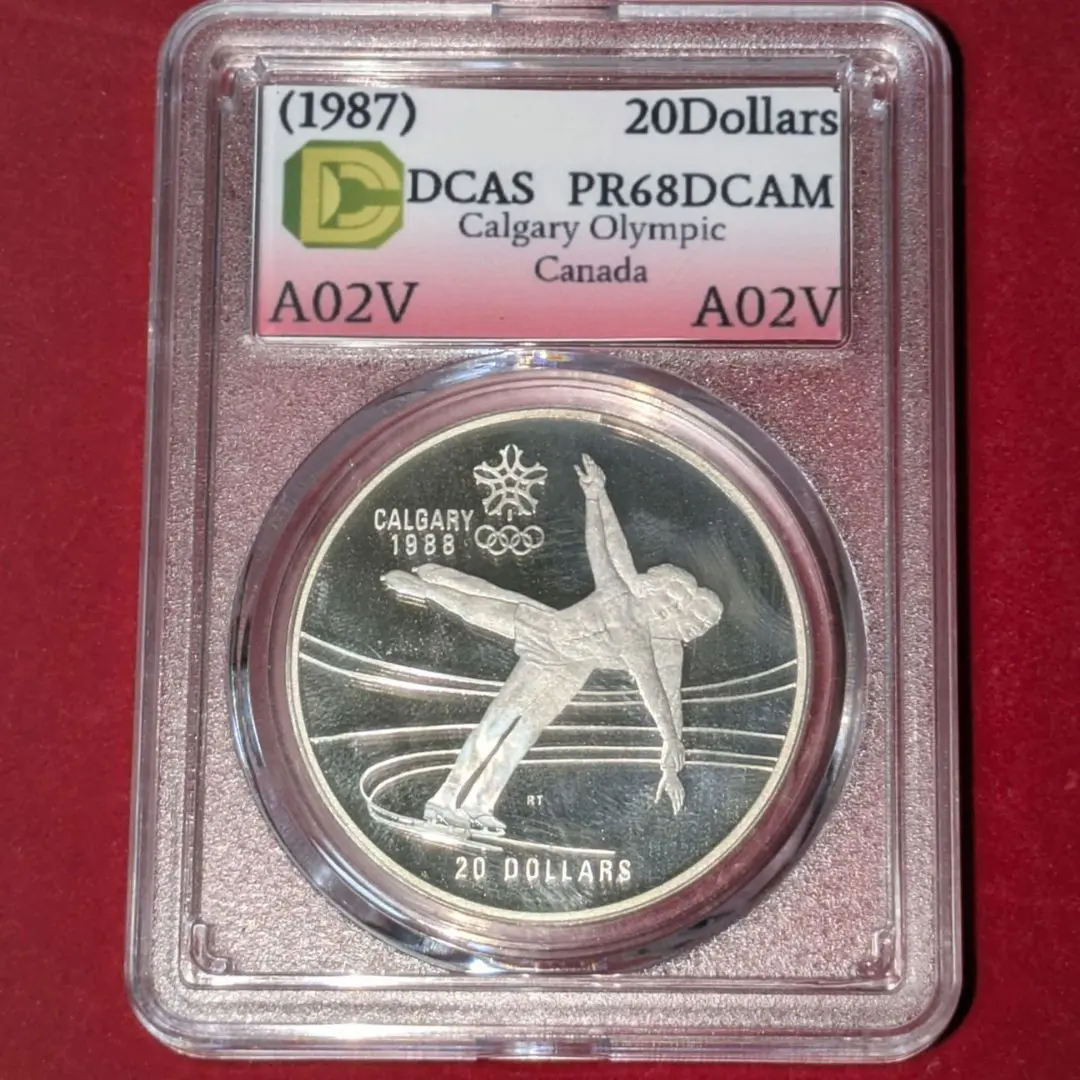 (1987) 20Dollars
DCAS PR68DCAM
Calgary Olympic
Canada
A02V A02V
CALGARY
1988
RT
20 DOLLARS